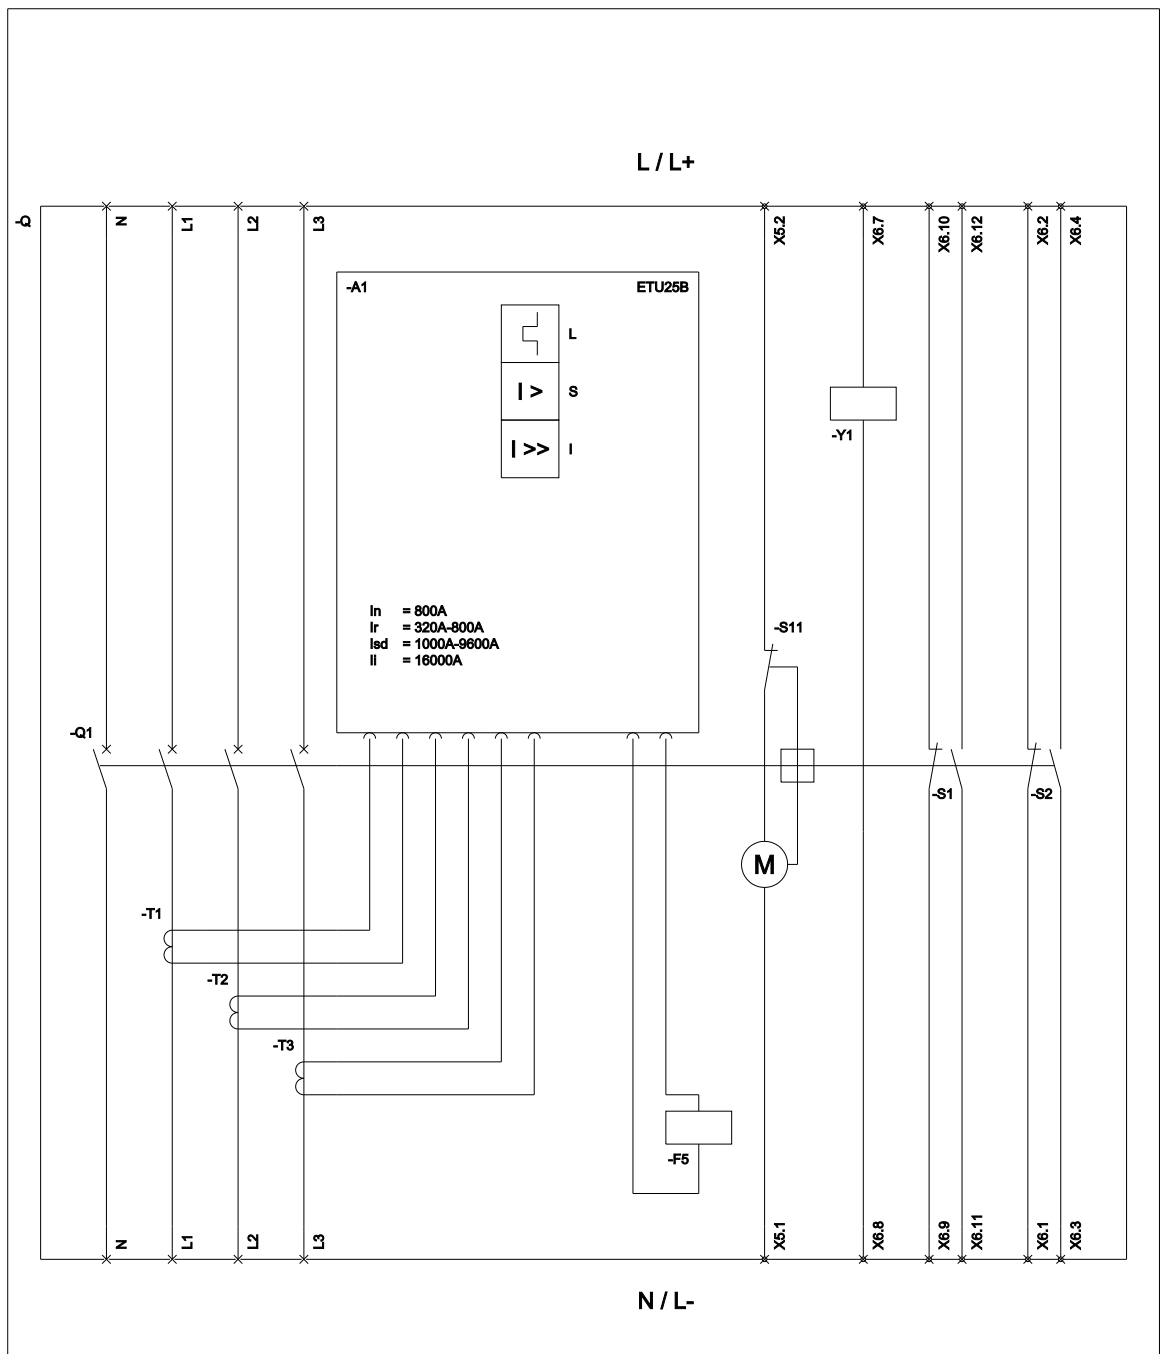 L / L+
-Q
N
L1
L2
L3
X5.2
X6.7
X6.10
X6.12
X6.2
X6.4
-A1
ETU25B
L
I >
S
I >>
I
-Y1
In = 800A
Ir = 320A-800A
Isd = 1000A-9600A
Ii = 16000A
-S11
-Q1
-S1
-S2
M
-T1
-T2
-T3
-F5
N
L1
L2
L3
X5.1
X6.8
X6.9
X6.11
X6.1
X6.3
N / L-